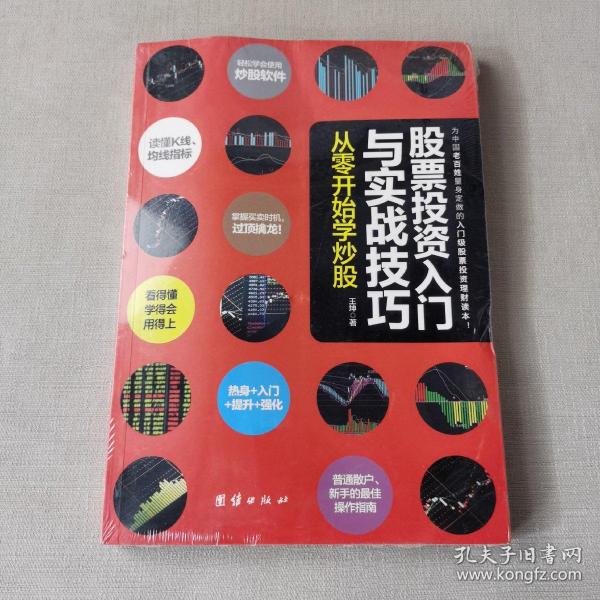 轻松学会使用
炒股软件
读懂K线、
均线指标
掌握买卖时机，
过顶擒龙！
看得懂
学得会
用得上
热身+入门
+提升+强化
普通散户、
新手的最佳
操作指南
为中国老百姓量身定做的入门级股票投资理财读本！
股票投资入门
与实战技巧
从零开始学炒股
王坤◎著
团结出版社
孔夫子旧书网
www.kongfz.com